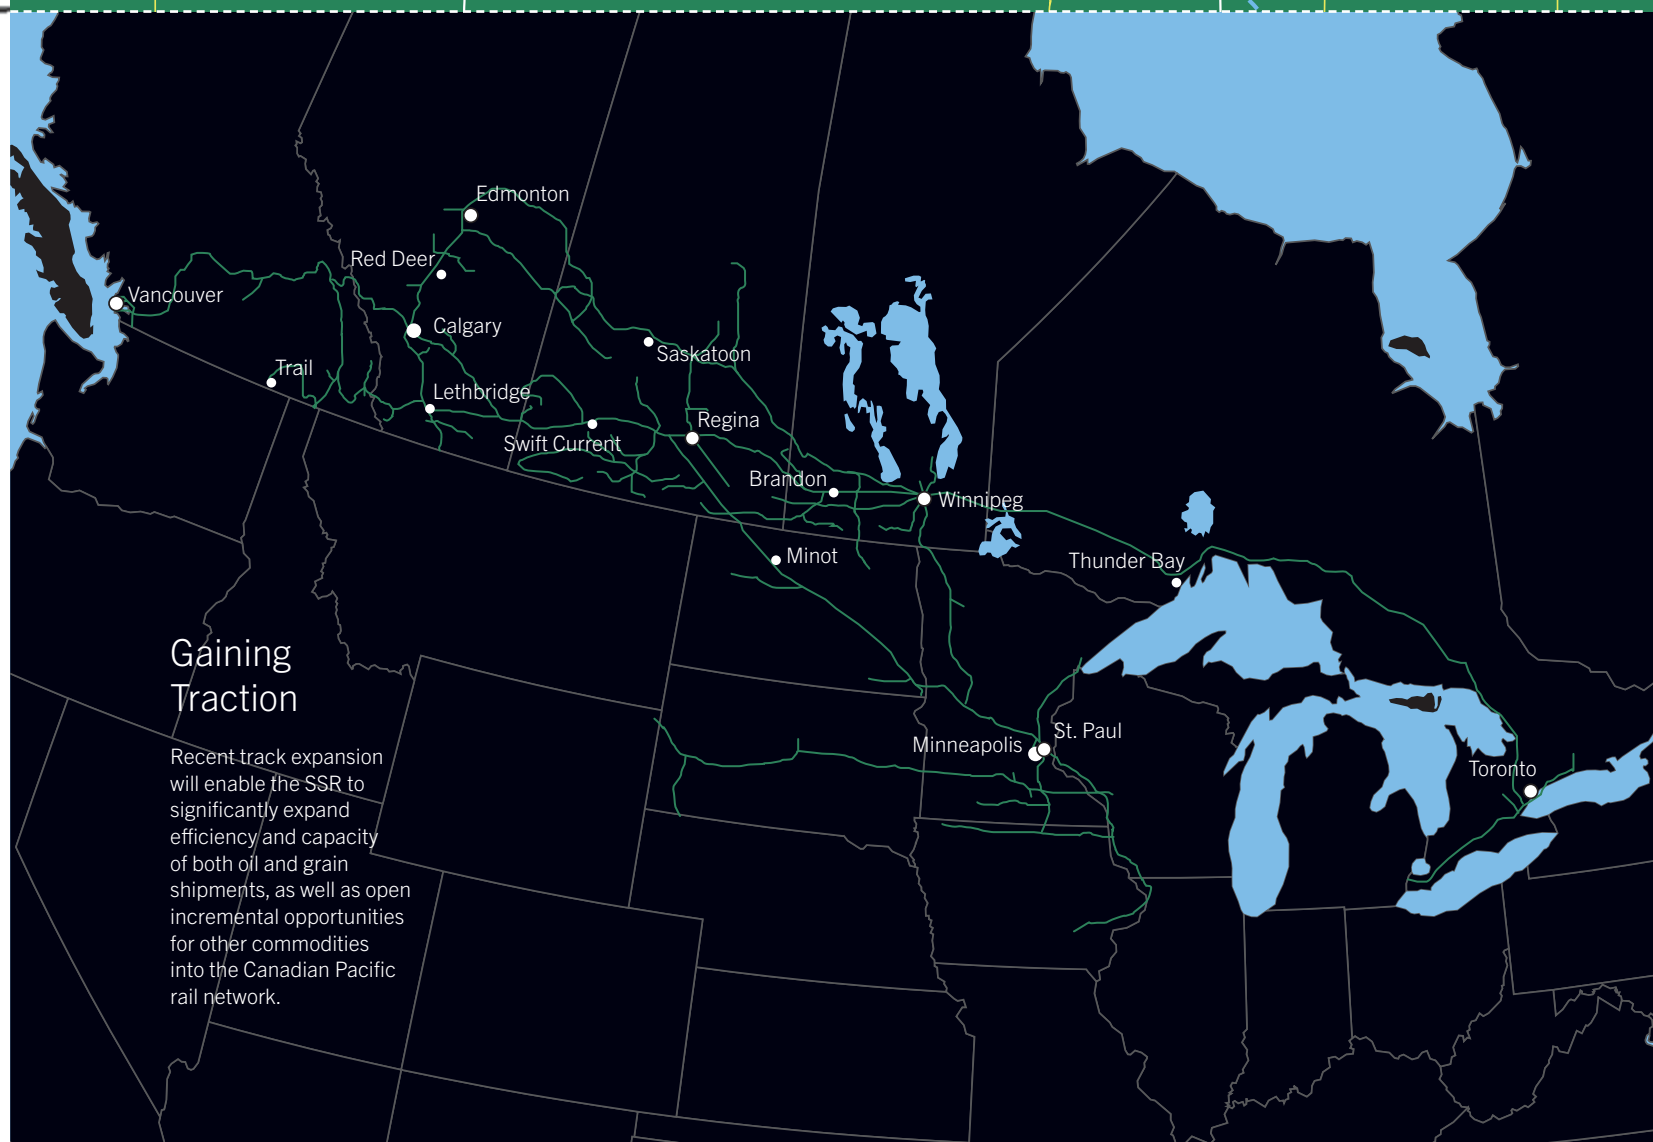 Edmonton
Red Deer
Vancouver
Calgary
Saskatoon
Trail
Lethbridge
Regina
Swift Current
Brandon
Winnipeg
Minot
Thunder Bay
Gaining
Traction
St. Paul
Minneapolis
Toronto
Recent track expansion
will enable the SSR to
significantly expand
efficiency and capacity
of both oil and grain
shipments, as well as open
incremental opportunities
for other commodities
into the Canadian Pacific
rail network.